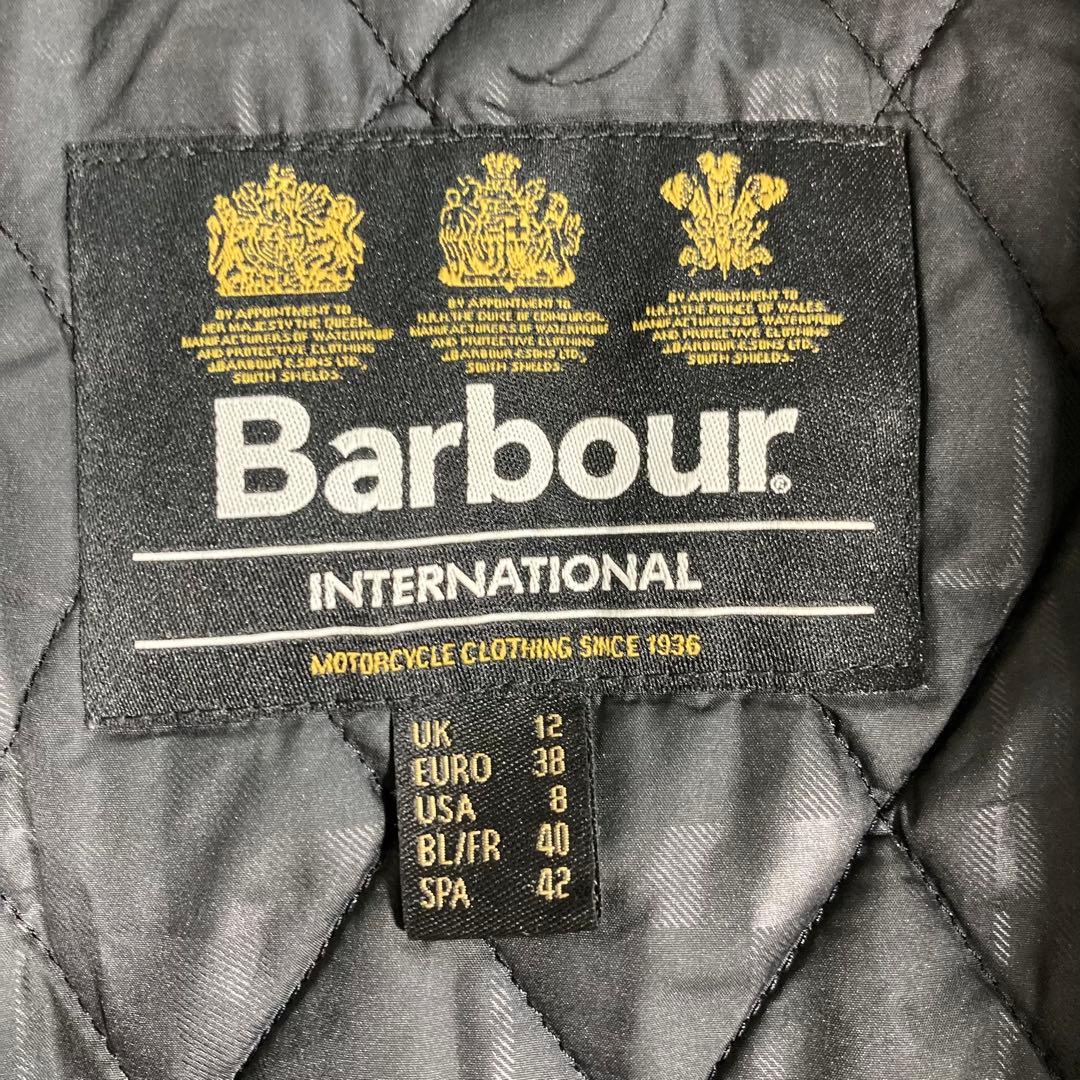 BY APPOINTMENT TO
HER MAJESTY THE QUEEN.
MANUFACTURERS OF WATERPROOF
AND PROTECTIVE CLOTHING
J.BARBOUR & SONS LTD.,
SOUTH SHIELDS.
BY APPOINTMENT TO
H.R.H. THE DUKE OF EDINBURGH.
MANUFACTURERS OF WATERPROOF
AND PROTECTIVE CLOTHING
J.BARBOUR & SONS LTD.,
SOUTH SHIELDS.
BY APPOINTMENT TO
H.R.H. THE PRINCE OF WALES.
MANUFACTURERS OF WATERPROOF
& PROTECTIVE CLOTHING
J.BARBOUR & SONS LTD.,
SOUTH SHIELDS.
Barbour®
INTERNATIONAL
MOTORCYCLE CLOTHING SINCE 1936
UK 12
EURO 38
USA 8
BL/FR 40
SPA 42